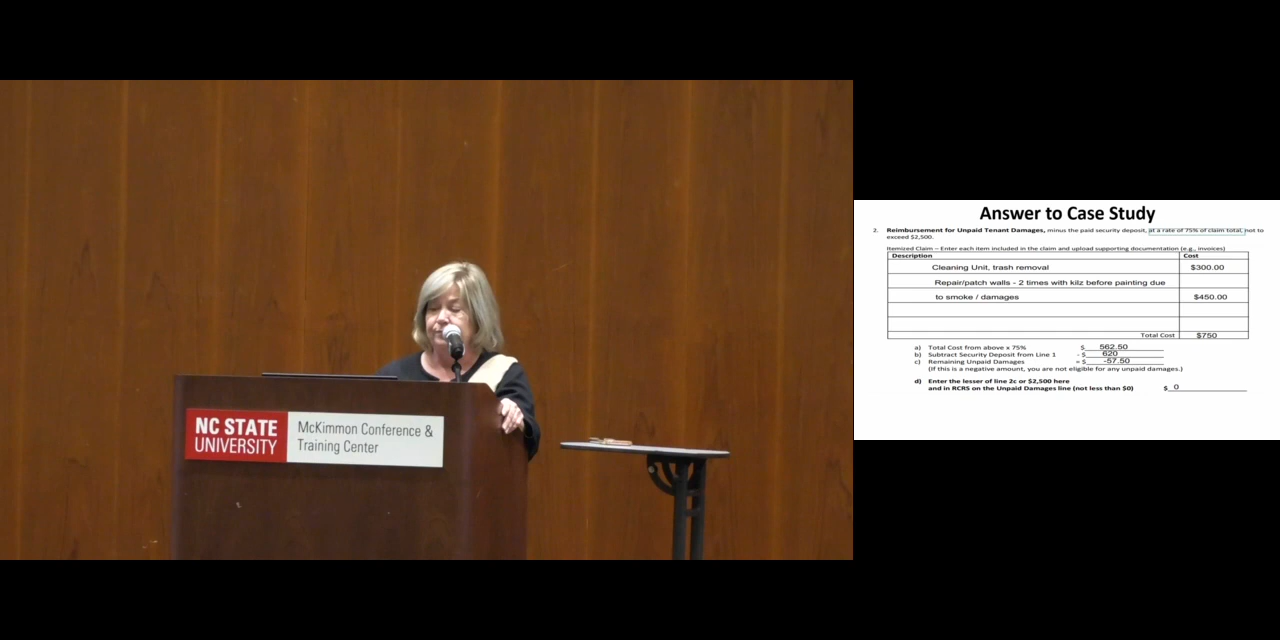 NC STATE
UNIVERSITY
McKimmon Conference &
Training Center
Answer to Case Study
2. Reimbursement for Unpaid Tenant Damages, minus the paid security deposit, at a rate of 75% of claim total, not to
exceed $2,500.
Itemized Claim – Enter each item included in the claim and upload supporting documentation (e.g., invoices)
Description Cost
Cleaning Unit, trash removal $300.00
Repair/patch walls - 2 times with kilz before painting due
to smoke / damages $450.00
Total Cost $750
a) Total Cost from above x 75% $ 562.50
b) Subtract Security Deposit from Line 1 - $ 620
c) Remaining Unpaid Damages = $ -57.50
(If this is a negative amount, you are not eligible for any unpaid damages.)
d) Enter the lesser of line 2c or $2,500 here
and in RCRS on the Unpaid Damages line (not less than $0) $ 0